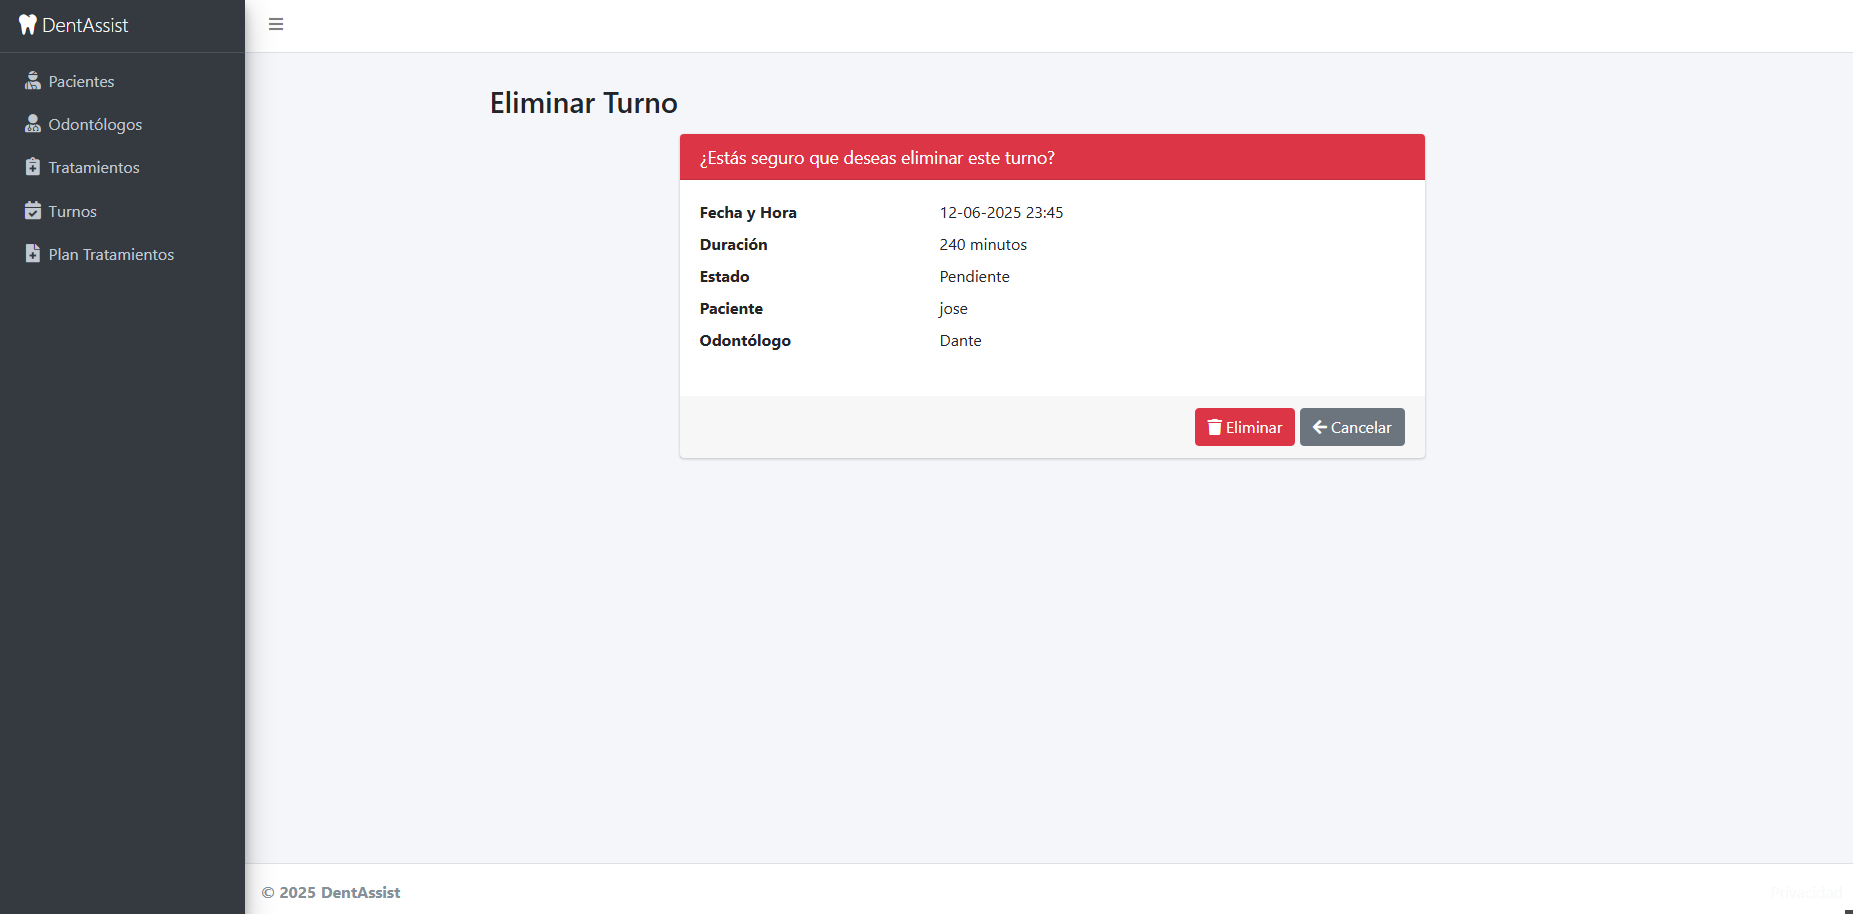 DentAssist
Pacientes
Odontólogos
Tratamientos
Turnos
Plan Tratamientos
Eliminar Turno
¿Estás seguro que deseas eliminar este turno?
Fecha y Hora 12-06-2025 23:45
Duración 240 minutos
Estado Pendiente
Paciente jose
Odontólogo Dante
Eliminar Cancelar
© 2025 DentAssist
Privacidad